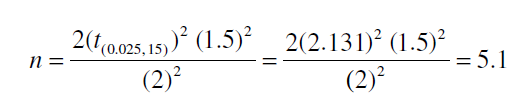 n = 2(t(0.025, 15))² (1.5)² / (2)² = 2(2.131)² (1.5)² / (2)² = 5.1